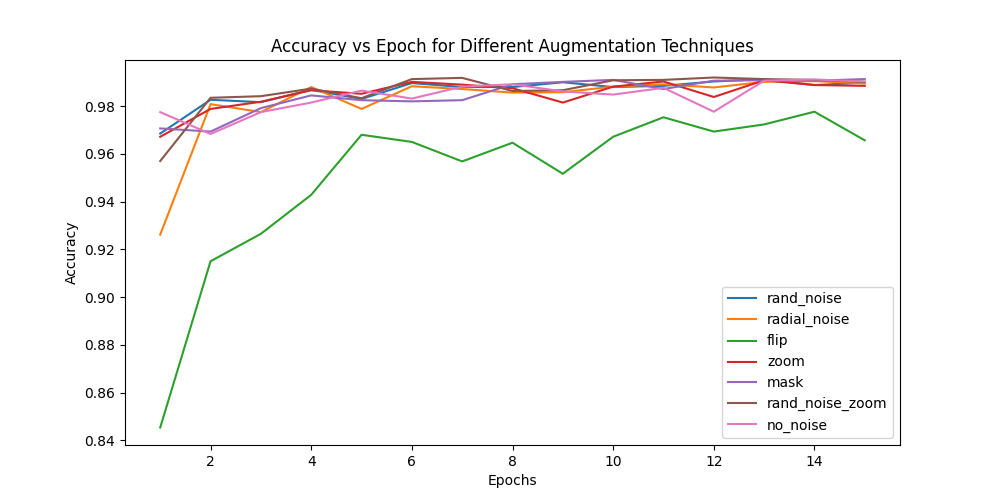 Accuracy vs Epoch for Different Augmentation Techniques
Accuracy
0.98
0.96
0.94
0.92
0.90
0.88
0.86
0.84
2
4
6
8
10
12
14
Epochs
rand_noise
radial_noise
flip
zoom
mask
rand_noise_zoom
no_noise